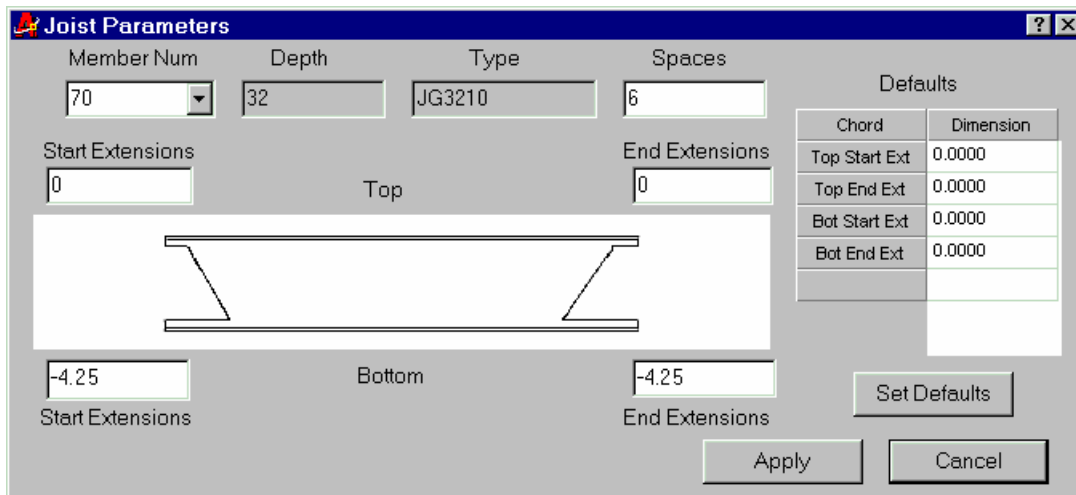 Joist Parameters
Member Num Depth Type Spaces
70 32 JG3210 6
Defaults
Chord Dimension
Start Extensions End Extensions
Top Start Ext 0.0000
0 Top 0
Top End Ext 0.0000
Bot Start Ext 0.0000
Bot End Ext 0.0000
-4.25 Bottom -4.25
Set Defaults
Start Extensions End Extensions
Apply Cancel